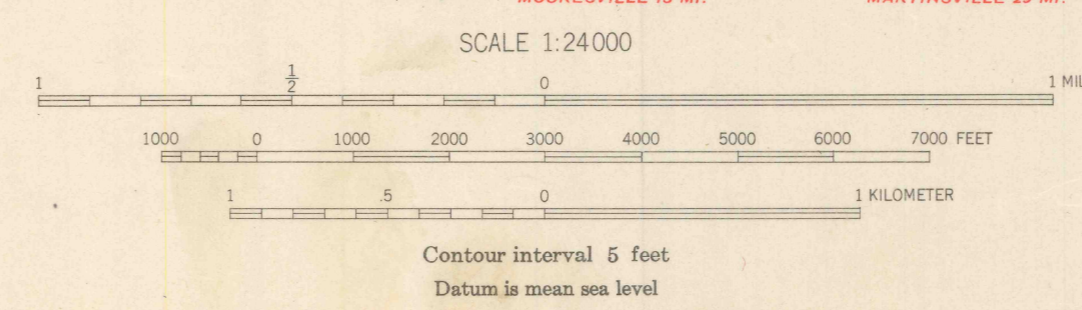 SCALE 1:24000
1 1/2 0 1
1000 0 1000 2000 3000 4000 5000 6000 7000 FEET
1 .5 0 1 KILOMETER
Contour interval 5 feet
Datum is mean sea level